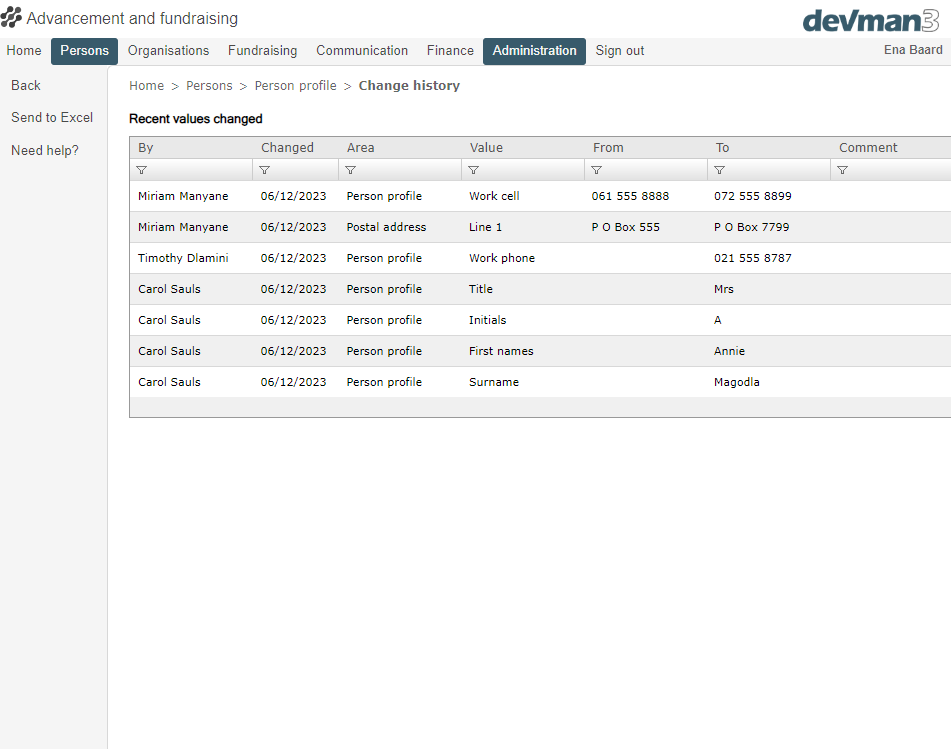 Advancement and fundraising
devman3
Home Persons Organisations Fundraising Communication Finance Administration Sign out Ena Baard
Back
Send to Excel
Need help?
Home > Persons > Person profile > Change history
Recent values changed
By Changed Area Value From To Comment
Miriam Manyane 06/12/2023 Person profile Work cell 061 555 8888 072 555 8899
Miriam Manyane 06/12/2023 Postal address Line 1 P O Box 555 P O Box 7799
Timothy Dlamini 06/12/2023 Person profile Work phone 021 555 8787
Carol Sauls 06/12/2023 Person profile Title Mrs
Carol Sauls 06/12/2023 Person profile Initials A
Carol Sauls 06/12/2023 Person profile First names Annie
Carol Sauls 06/12/2023 Person profile Surname Magodla